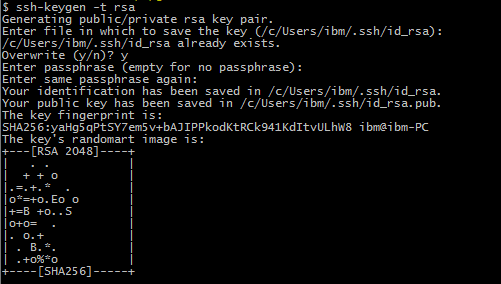 $ ssh-keygen -t rsa
Generating public/private rsa key pair.
Enter file in which to save the key (/c/Users/ibm/.ssh/id_rsa):
/c/Users/ibm/.ssh/id_rsa already exists.
Overwrite (y/n)? y
Enter passphrase (empty for no passphrase):
Enter same passphrase again:
Your identification has been saved in /c/Users/ibm/.ssh/id_rsa.
Your public key has been saved in /c/Users/ibm/.ssh/id_rsa.pub.
The key fingerprint is:
SHA256:yaHg5qPtSY7em5v+bAJIPPkodKtRCk941KdItvULhW8 ibm@ibm-PC
The key's randomart image is:
+---[RSA 2048]----+
|   . .           |
|  + + o          |
|.=.+.*  .        |
|o*=+o.Eo o       |
|+=B +o..S        |
|o+o=  .          |
|. o.+            |
| . B.*.          |
| .+o%*o          |
+----[SHA256]-----+